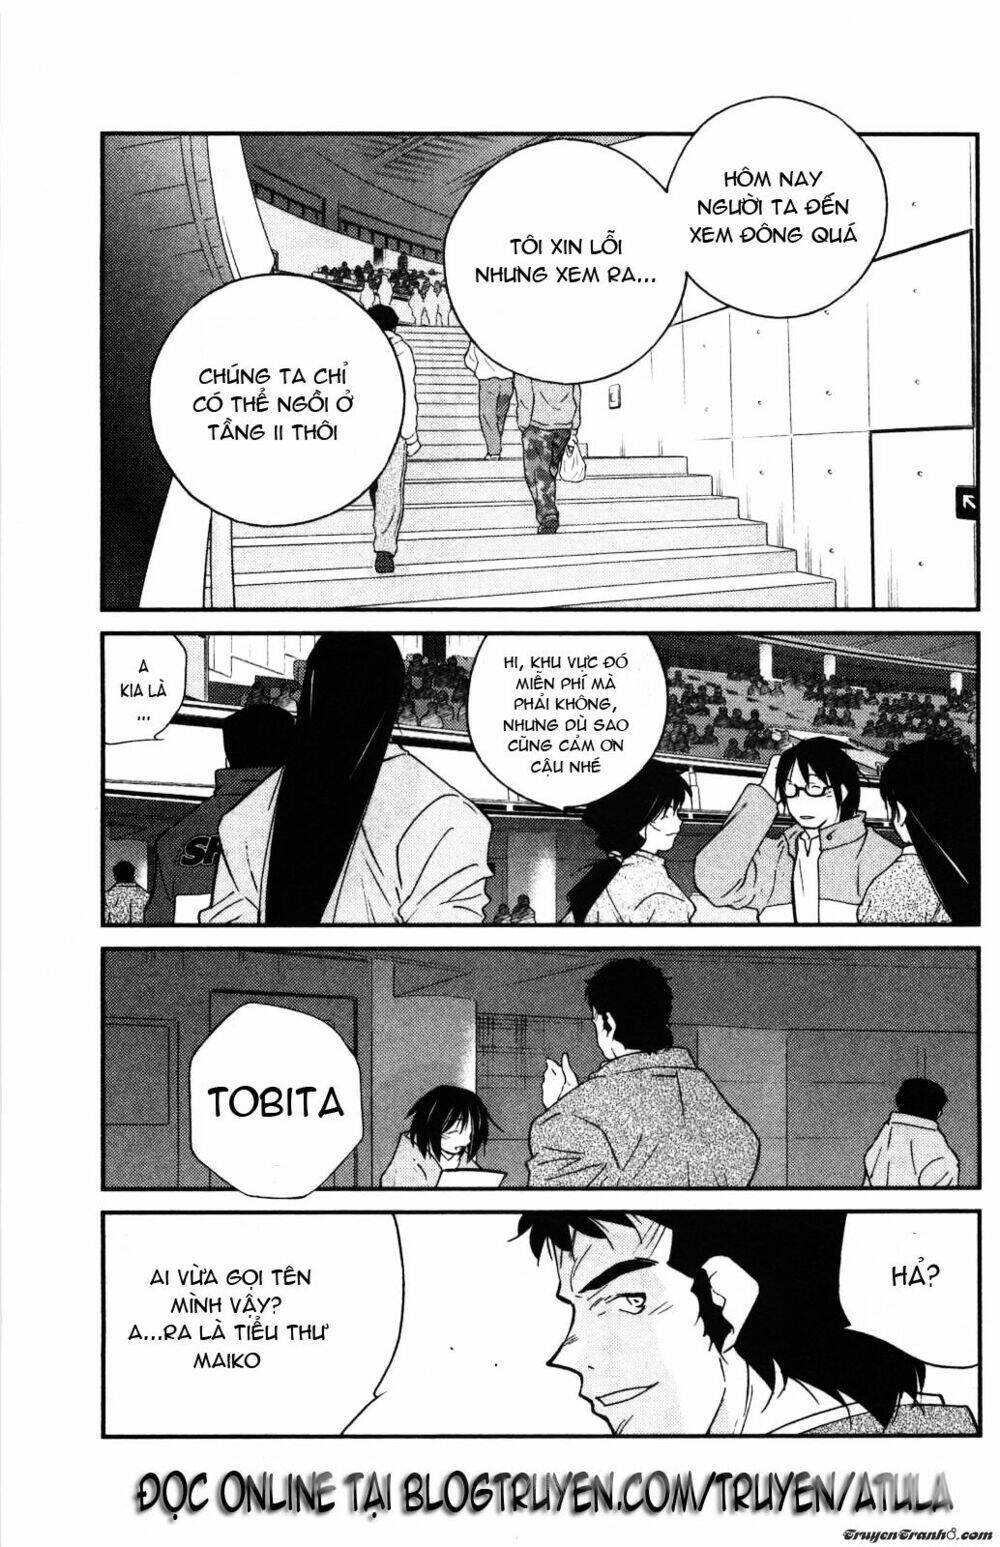 HÔM NAY
NGƯỜI TA ĐẾN
XEM ĐÔNG QUÁ
TÔI XIN LỖI
NHƯNG XEM RA...
CHÚNG TA CHỈ
CÓ THỂ NGỒI Ở
TẦNG II THÔI
HI, KHU VỰC ĐÓ
MIỄN PHÍ MÀ
PHẢI KHÔNG,
NHƯNG DÙ SAO
CŨNG CẢM ƠN
CẬU NHÉ
A
KIA LÀ
...
TOBITA
HẢ?
AI VỪA GỌI TÊN
MÌNH VẬY?
A...RA LÀ TIỂU THƯ
MAIKO
ĐỌC ONLINE TẠI BLOGTRUYEN.COM/TRUYEN/ATULA
TruyenTranh8.com